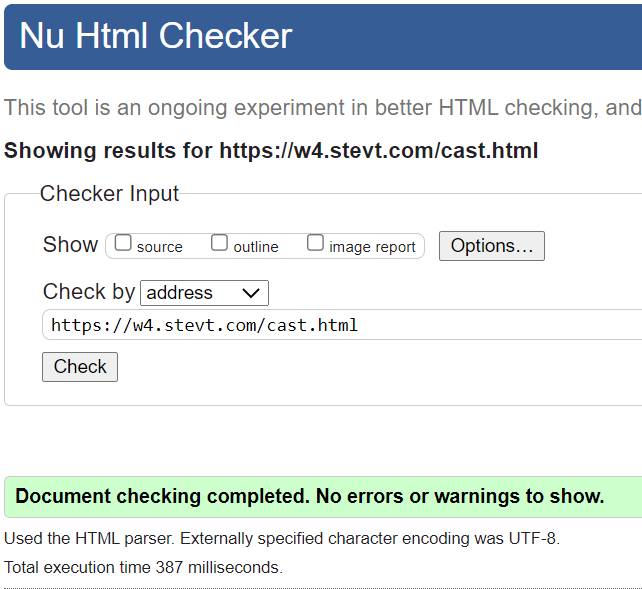 Nu Html Checker
This tool is an ongoing experiment in better HTML checking, and
Showing results for https://w4.stevt.com/cast.html
Checker Input
Show source outline image report Options…
Check by address
https://w4.stevt.com/cast.html
Check
Document checking completed. No errors or warnings to show.
Used the HTML parser. Externally specified character encoding was UTF-8.
Total execution time 387 milliseconds.